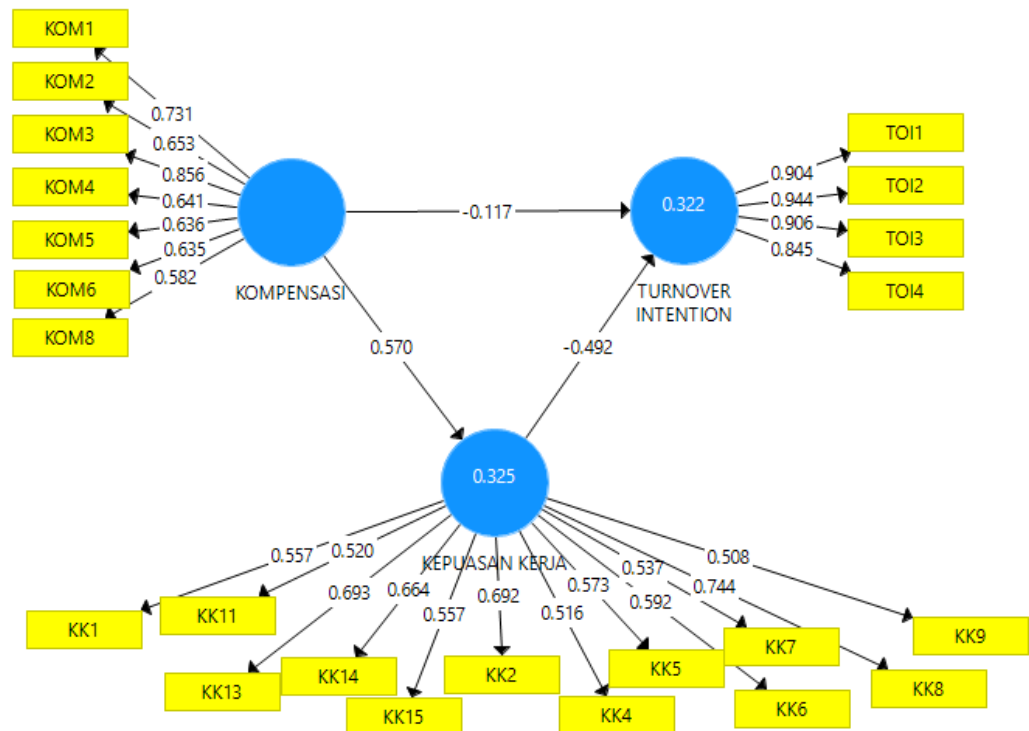 KOM1
KOM2
KOM3
KOM4
KOM5
KOM6
KOM8
0.731
0.653
0.856
0.641
0.636
0.635
0.582
KOMPENSASI
-0.117
0.570
0.322
TURNOVER
INTENTION
0.904
0.944
0.906
0.845
TOI1
TOI2
TOI3
TOI4
-0.492
0.325
KEPUASAN KERJA
0.557
0.520
0.693
0.664
0.557
0.692
0.516
0.573
0.592
0.537
0.744
0.508
KK1
KK11
KK13
KK14
KK15
KK2
KK4
KK5
KK6
KK7
KK8
KK9